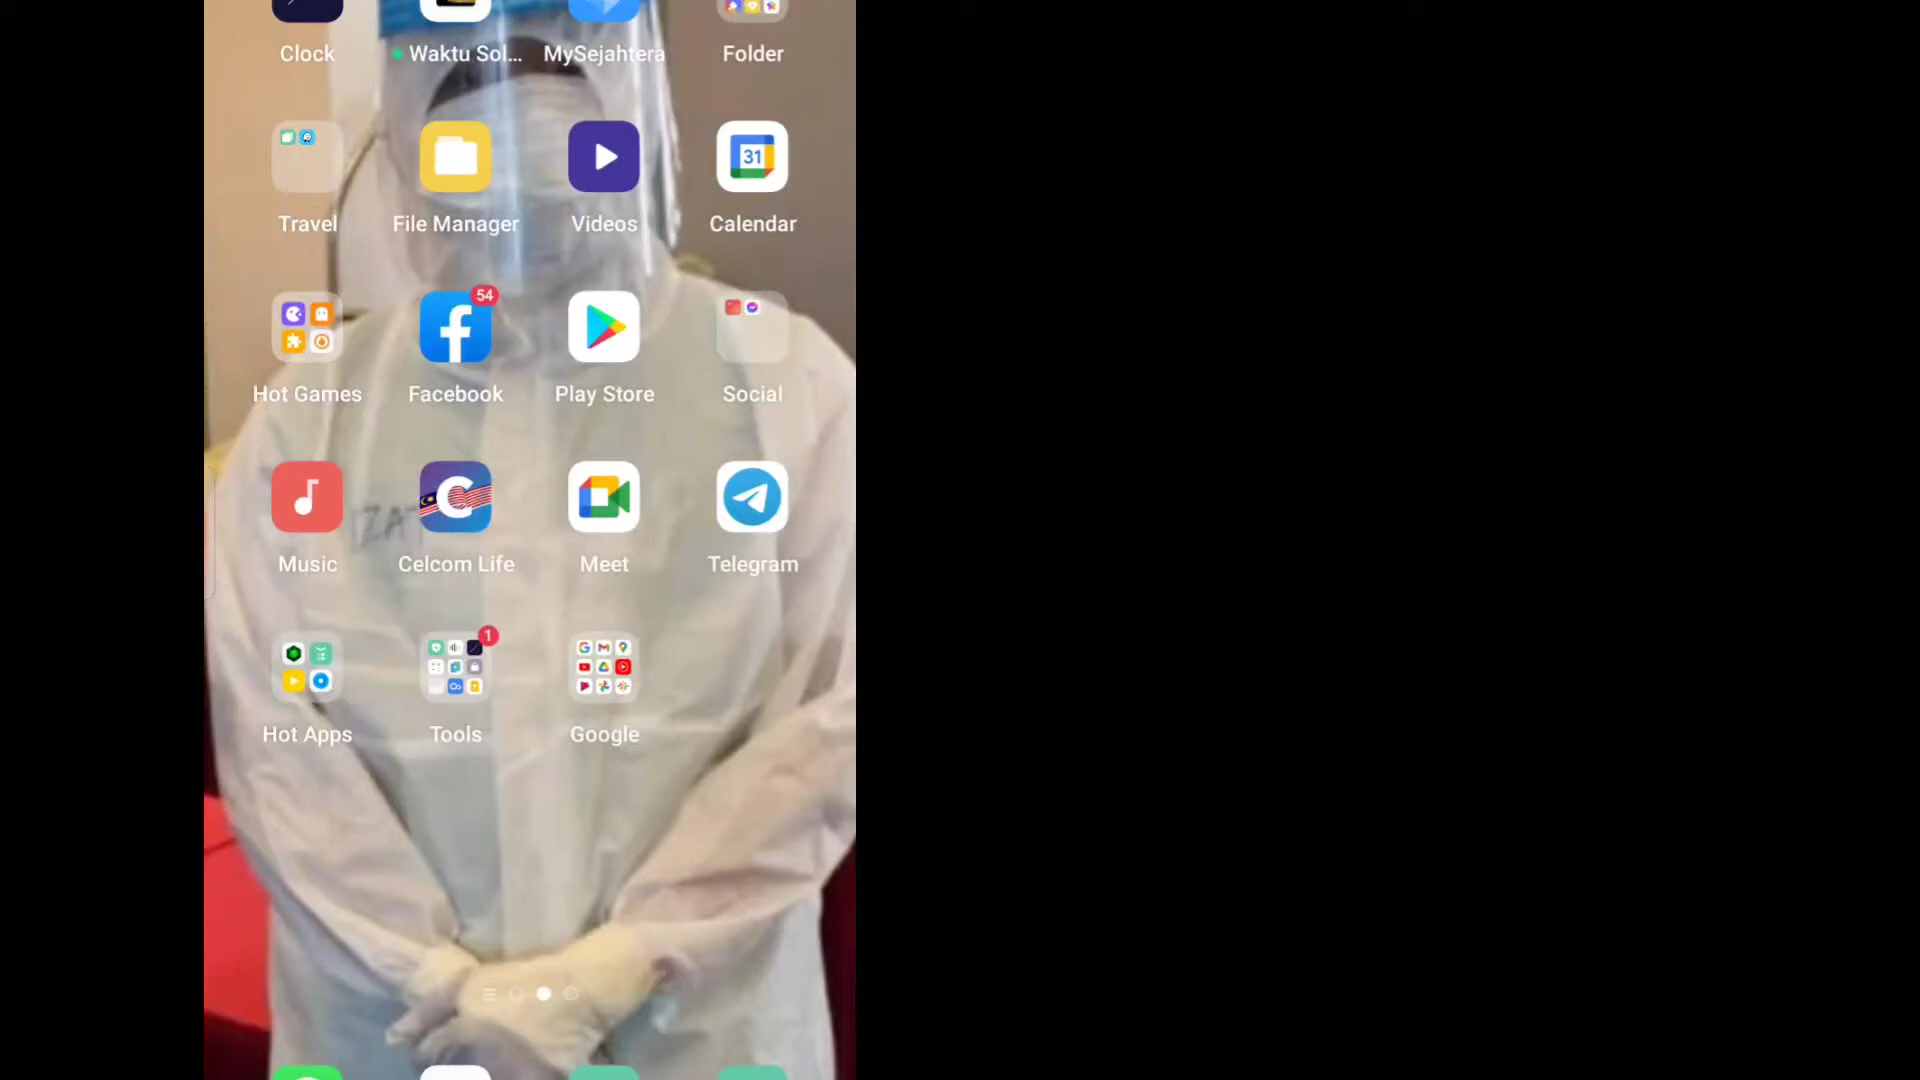 Clock
Waktu Sol...
MySejahtera
Folder
31
Travel
File Manager
Videos
Calendar
54
Hot Games
Facebook
Play Store
Social
IZAT
Music
Celcom Life
Meet
Telegram
1
Hot Apps
Tools
Google